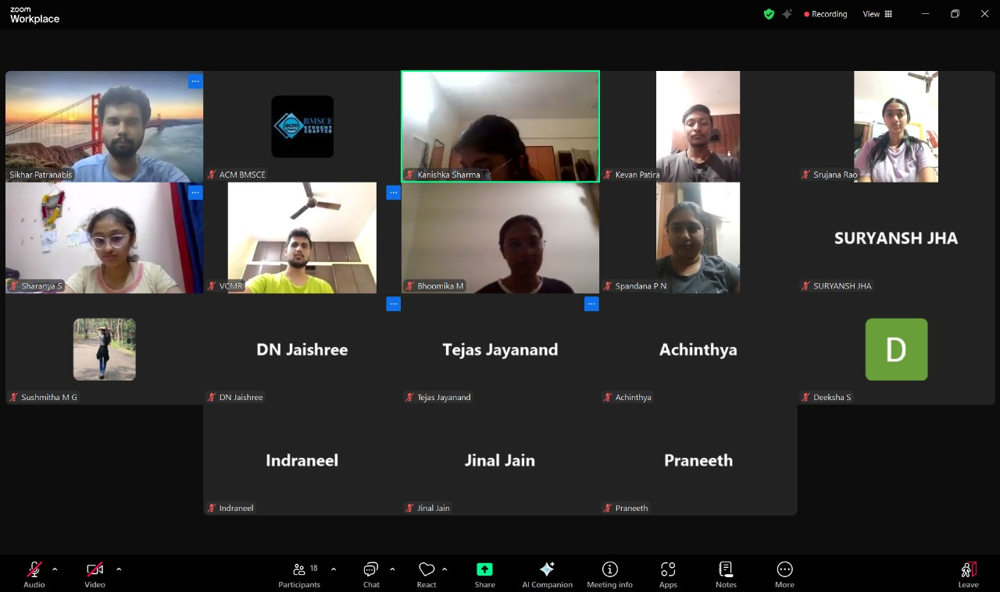 zoom
Workplace
Recording
View
Sikhar Patranabis
acm
BMSCE
STUDENT
CHAPTER
ACM BMSCE
Kanishka Sharma
Kevan Patira
Srujana Rao
Sharanya S
VCMR
Bhoomika M
Spandana P N
SURYANSH JHA
SURYANSH JHA
Sushmitha M G
DN Jaishree
DN Jaishree
Tejas Jayanand
Tejas Jayanand
Achinthya
Achinthya
D
Deeksha S
Indraneel
Indraneel
Jinal Jain
Jinal Jain
Praneeth
Praneeth
Audio
Video
Participants
18
Chat
React
Share
AI Companion
Meeting info
Apps
Notes
More
Leave